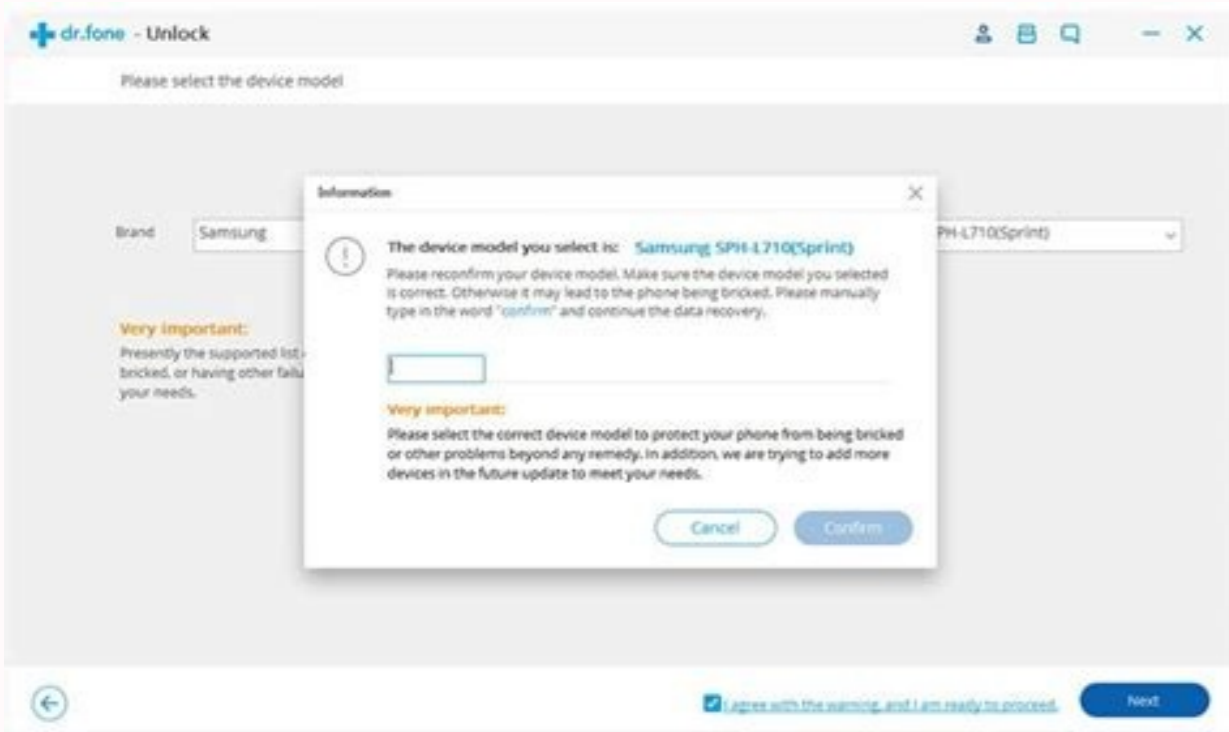 dr.fone - Unlock
Please select the device model
Information
Brand
Samsung
The device model you select is: Samsung SPH-L710(Sprint)
PH-L710(Sprint)
Please reconfirm your device model. Make sure the device model you selected
is correct. Otherwise it may lead to the phone being bricked. Please manually
type in the word "confirm" and continue the data recovery.
Very important:
Presently the supported list
bricked, or having other failu
your needs.
Very important:
Please select the correct device model to protect your phone from being bricked
or other problems beyond any remedy. In addition, we are trying to add more
devices in the future update to meet your needs.
Cancel
Confirm
I agree with the warning, and I am ready to proceed.
Next